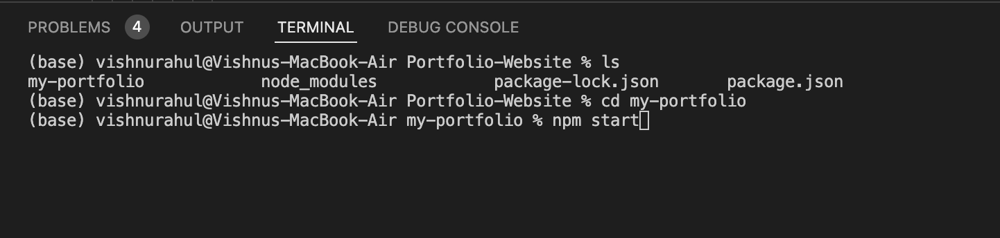 PROBLEMS 4 OUTPUT TERMINAL DEBUG CONSOLE
(base) vishnurahul@Vishnus-MacBook-Air Portfolio-Website % ls
my-portfolio node_modules package-lock.json package.json
(base) vishnurahul@Vishnus-MacBook-Air Portfolio-Website % cd my-portfolio
(base) vishnurahul@Vishnus-MacBook-Air my-portfolio % npm start